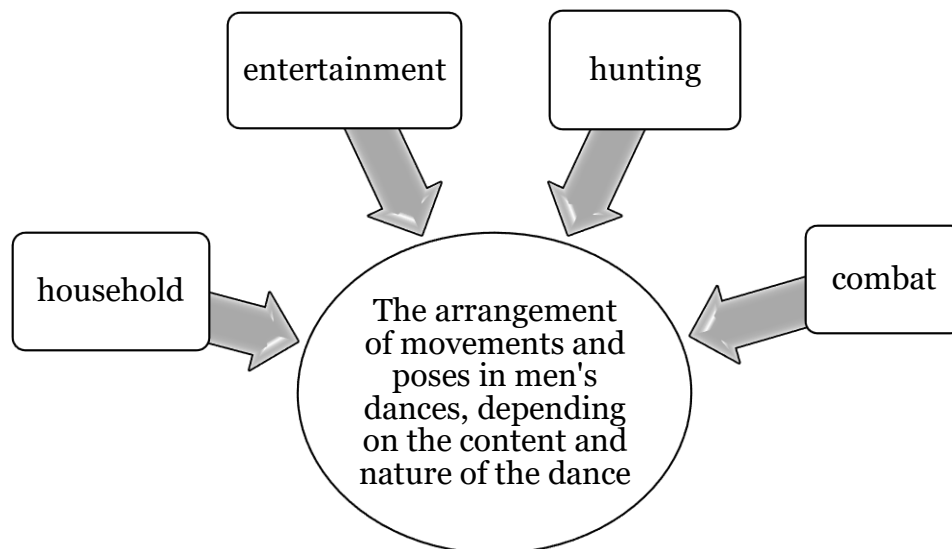 entertainment
hunting
household
combat
The arrangement
of movements and
poses in men's
dances, depending
on the content and
nature of the dance